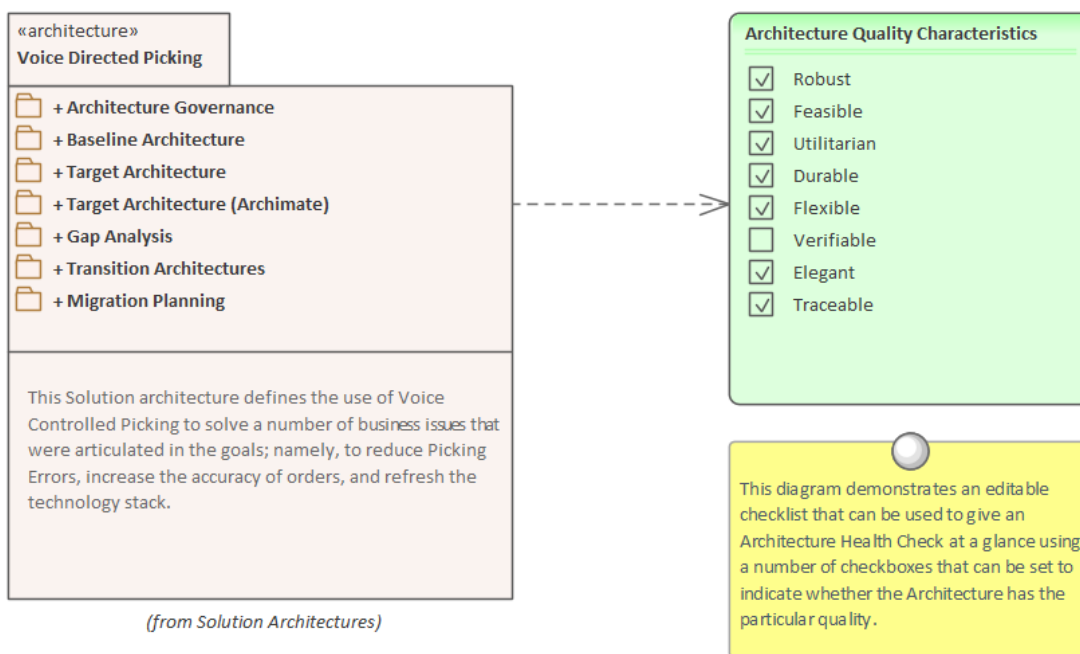 «architecture»
Voice Directed Picking
+ Architecture Governance
+ Baseline Architecture
+ Target Architecture
+ Target Architecture (Archimate)
+ Gap Analysis
+ Transition Architectures
+ Migration Planning
This Solution architecture defines the use of Voice
Controlled Picking to solve a number of business issues that
were articulated in the goals; namely, to reduce Picking
Errors, increase the accuracy of orders, and refresh the
technology stack.
(from Solution Architectures)
Architecture Quality Characteristics
Robust
Feasible
Utilitarian
Durable
Flexible
Verifiable
Elegant
Traceable
This diagram demonstrates an editable
checklist that can be used to give an
Architecture Health Check at a glance using
a number of checkboxes that can be set to
indicate whether the Architecture has the
particular quality.